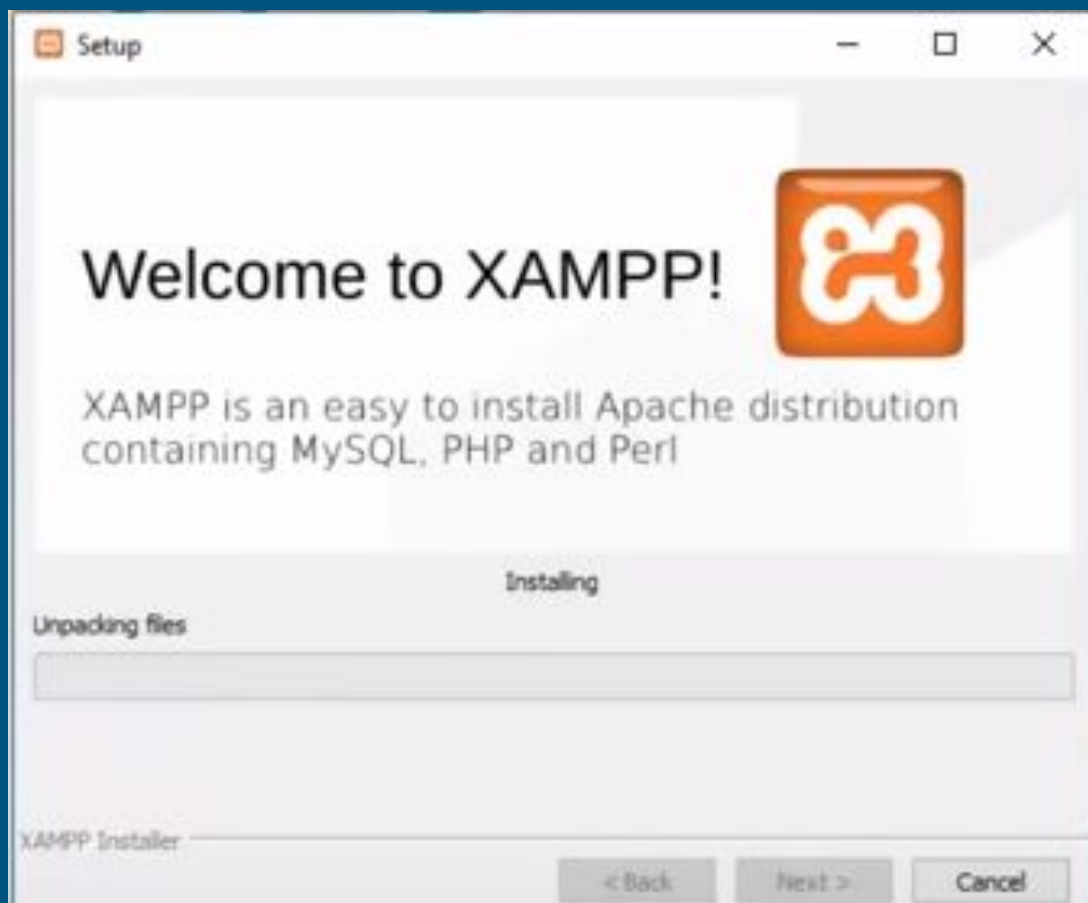 Setup
Welcome to XAMPP!
XAMPP is an easy to install Apache distribution
containing MySQL, PHP and Perl
Installing
Unpacking files
XAMPP Installer
< Back
Next >
Cancel